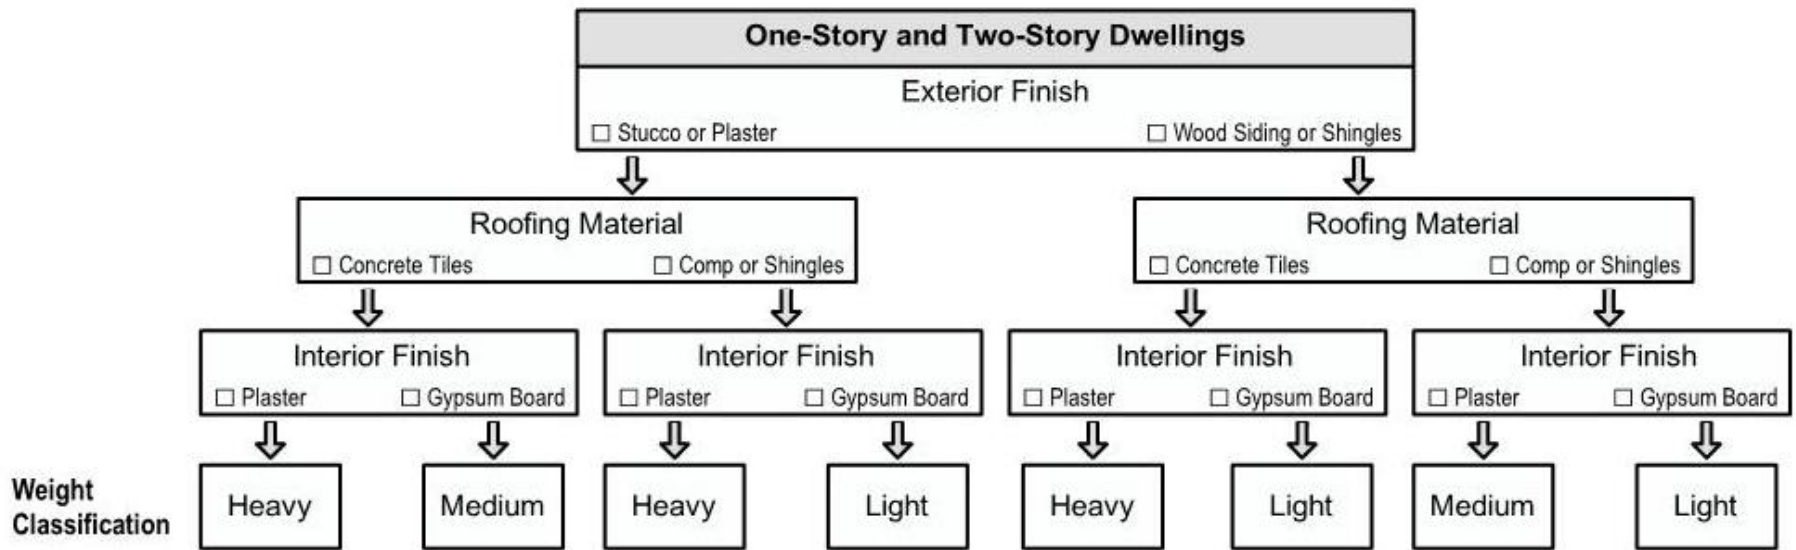 One-Story and Two-Story Dwellings
Exterior Finish
☐ Stucco or Plaster ☐ Wood Siding or Shingles
Roofing Material Roofing Material
☐ Concrete Tiles ☐ Comp or Shingles ☐ Concrete Tiles ☐ Comp or Shingles
Interior Finish Interior Finish Interior Finish Interior Finish
☐ Plaster ☐ Gypsum Board ☐ Plaster ☐ Gypsum Board ☐ Plaster ☐ Gypsum Board ☐ Plaster ☐ Gypsum Board
Weight
Classification
Heavy Medium Heavy Light Heavy Light Medium Light